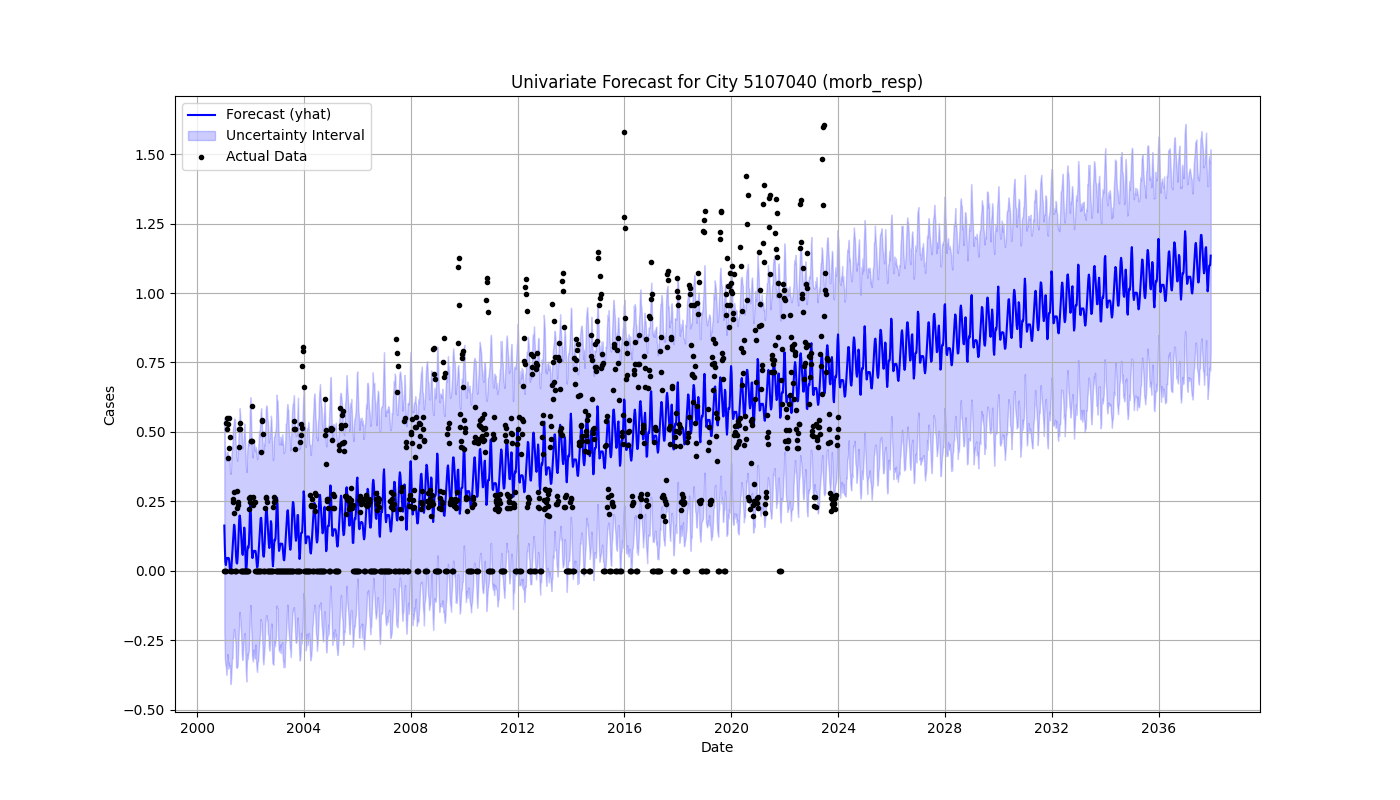 Univariate Forecast for City 5107040 (morb_resp)
Forecast (yhat)
Uncertainty Interval
Actual Data
1.50
1.25
1.00
0.75
0.50
0.25
0.00
−0.25
−0.50
Cases
2000 2004 2008 2012 2016 2020 2024 2028 2032 2036
Date